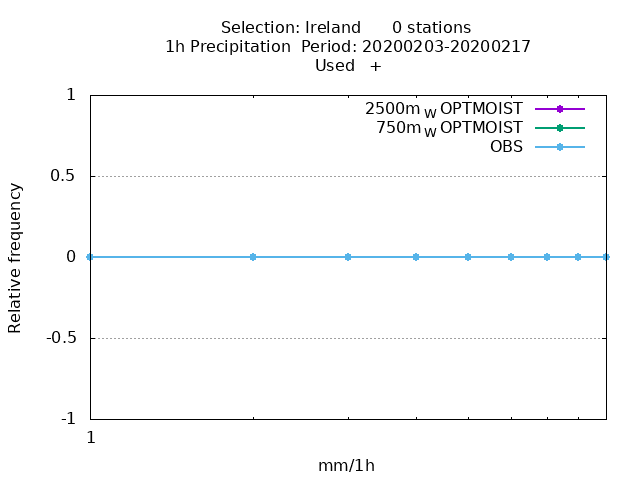 Selection: Ireland 0 stations
1h Precipitation Period: 20200203-20200217
Used +
2500m W OPTMOIST
750m W OPTMOIST
OBS
1
0.5
0
-0.5
-1
Relative frequency
1
mm/1h